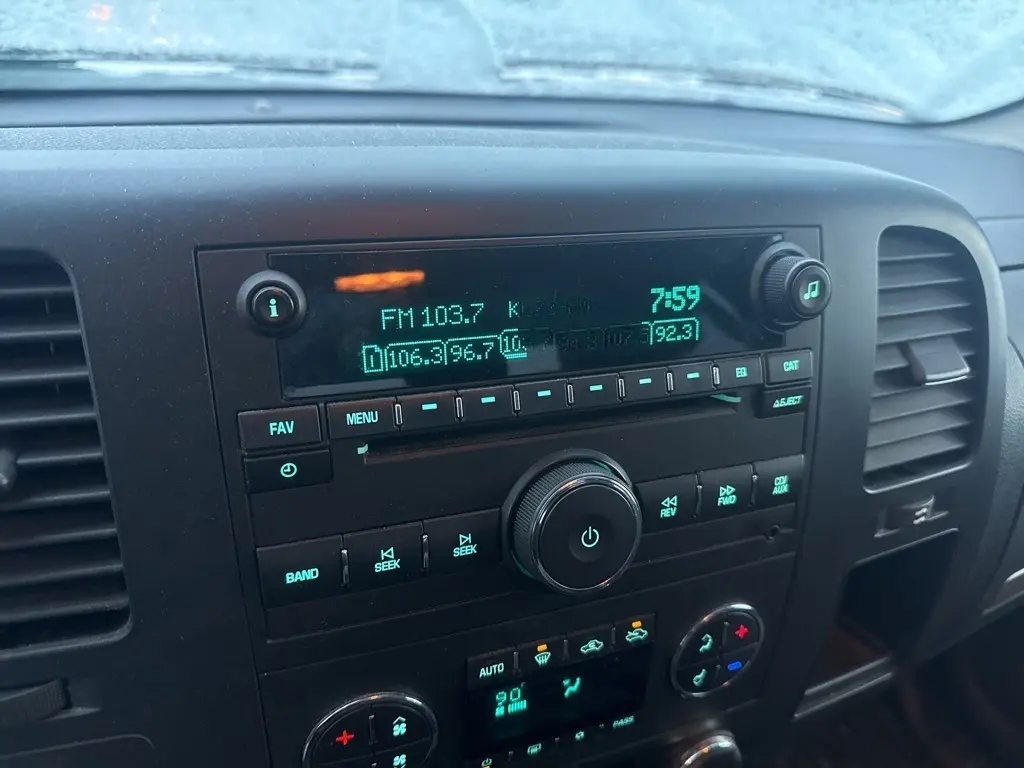 FM 103.7 7:59
1 106.3 96.7 92.3
EQ CAT
FAV MENU
EJECT
BAND SEEK SEEK REV FWD CD/AUX
AUTO
90°
PASS